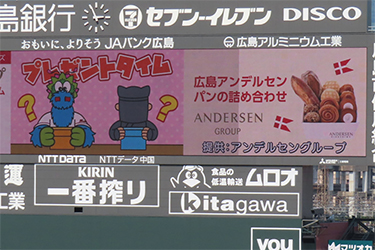 島銀行
セブン-イレブン
DISCO
おもいに、よりそう JAバンク広島
広島アルミニウム工業
プレゼントタイム
?
?
広島アンデルセン
パンの詰め合わせ
ANDERSEN
GROUP
提供:アンデルセングループ
NTT DATA NTTデータ中国
KIRIN
一番搾り
工業
食品の
低温輸送
ムロオ
kitagawa
you
マツオカ